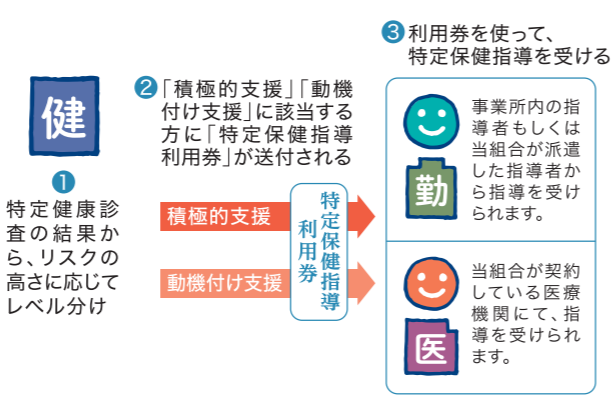 健
❶
特定健康診
査の結果か
ら、リスクの
高さに応じて
レベル分け
❷「積極的支援」「動機
付け支援」に該当する
方に「特定保健指導
利用券」が送付される
積極的支援
動機付け支援
特定保健指導
利用券
❸利用券を使って、
特定保健指導を受ける
勤
事業所内の指
導者もしくは
当組合が派遣
した指導者か
ら指導を受け
られます。
医
当組合が契約
している医療
機関にて、指
導を受けられ
ます。